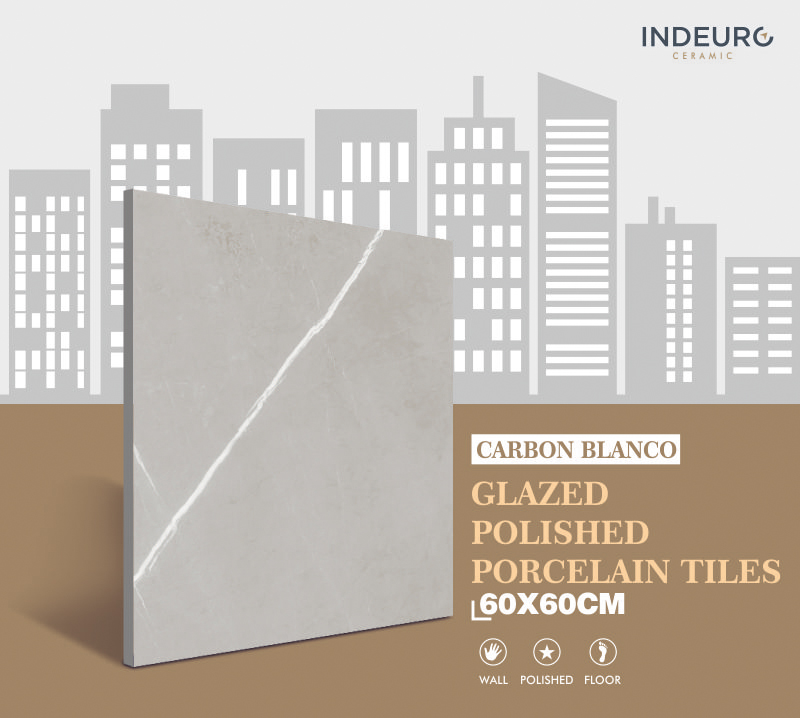 INDEURO
CERAMIC
CARBON BLANCO
GLAZED
POLISHED
PORCELAIN TILES
60X60CM
WALL POLISHED FLOOR